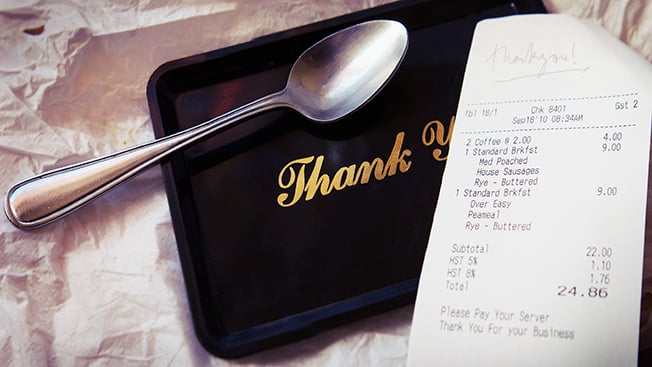 Thank Y
Thank you!
Tbl 18/1 Chk 8401 Gst 2
Sep18'10 08:34AM
2 Coffee @ 2.00 4.00
1 Standard Brkfst 9.00
Med Poached
House Sausages
Rye - Buttered
1 Standard Brkfst 9.00
Over Easy
Peameal
Rye - Buttered
Subtotal 22.00
HST 5% 1.10
HST 8% 1.76
Total 24.86
Please Pay Your Server
Thank You For your Business